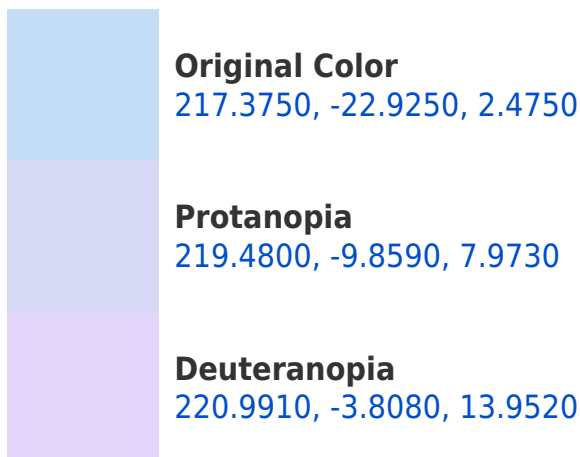 Original Color
217.3750, -22.9250, 2.4750
Protanopia
219.4800, -9.8590, 7.9730
Deuteranopia
220.9910, -3.8080, 13.9520